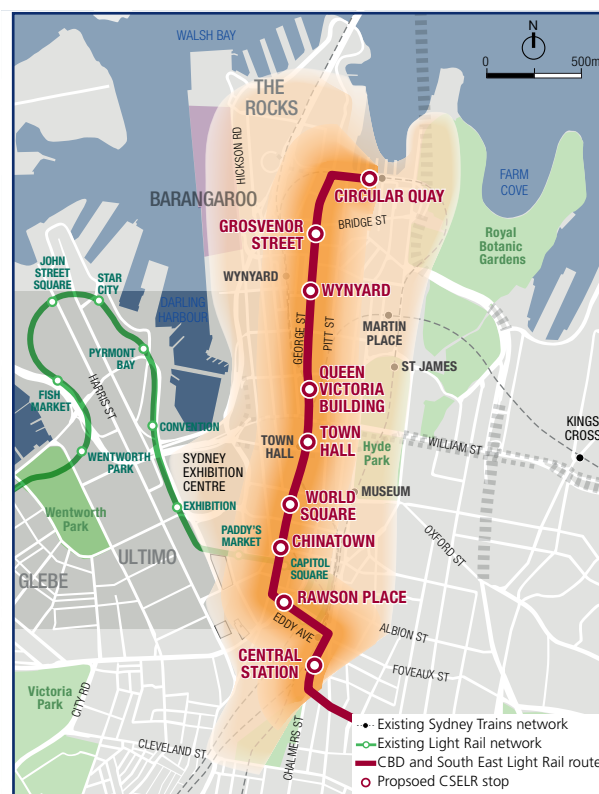 WALSH BAY
N
0
500m
THE
ROCKS
HICKSON RD
BARANGAROO
CIRCULAR QUAY
FARM
COVE
BRIDGE ST
GROSVENOR
STREET
Royal
Botanic
Gardens
JOHN
STREET
SQUARE
STAR
CITY
WYNYARD
WYNYARD
DARLING
HARBOUR
GEORGE ST
PITT ST
MARTIN
PLACE
PYRMONT
BAY
ST JAMES
QUEEN
VICTORIA
BUILDING
HARRIS ST
FISH
MARKET
KINGS
CROSS
CONVENTION
TOWN
HALL
TOWN
HALL
Hyde
Park
WILLIAM ST
WENTWORTH
PARK
SYDNEY
EXHIBITION
CENTRE
MUSEUM
EXHIBITION
WORLD
SQUARE
Wentworth
Park
PADDY'S
MARKET
CHINATOWN
OXFORD ST
ULTIMO
CAPITOL
SQUARE
GLEBE
RAWSON PLACE
EDDY AVE
ALBION ST
CENTRAL
STATION
FOVEAUX ST
Victoria
Park
CITY RD
CHALMERS ST
CLEVELAND ST
Existing Sydney Trains network
Existing Light Rail network
CBD and South East Light Rail route
Propsoed CSELR stop